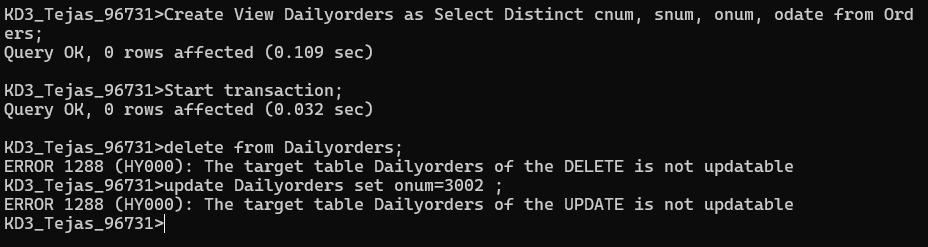 KD3_Tejas_96731>Create View Dailyorders as Select Distinct cnum, snum, onum, odate from Ord
ers;
Query OK, 0 rows affected (0.109 sec)
KD3_Tejas_96731>Start transaction;
Query OK, 0 rows affected (0.032 sec)
KD3_Tejas_96731>delete from Dailyorders;
ERROR 1288 (HY000): The target table Dailyorders of the DELETE is not updatable
KD3_Tejas_96731>update Dailyorders set onum=3002 ;
ERROR 1288 (HY000): The target table Dailyorders of the UPDATE is not updatable
KD3_Tejas_96731>